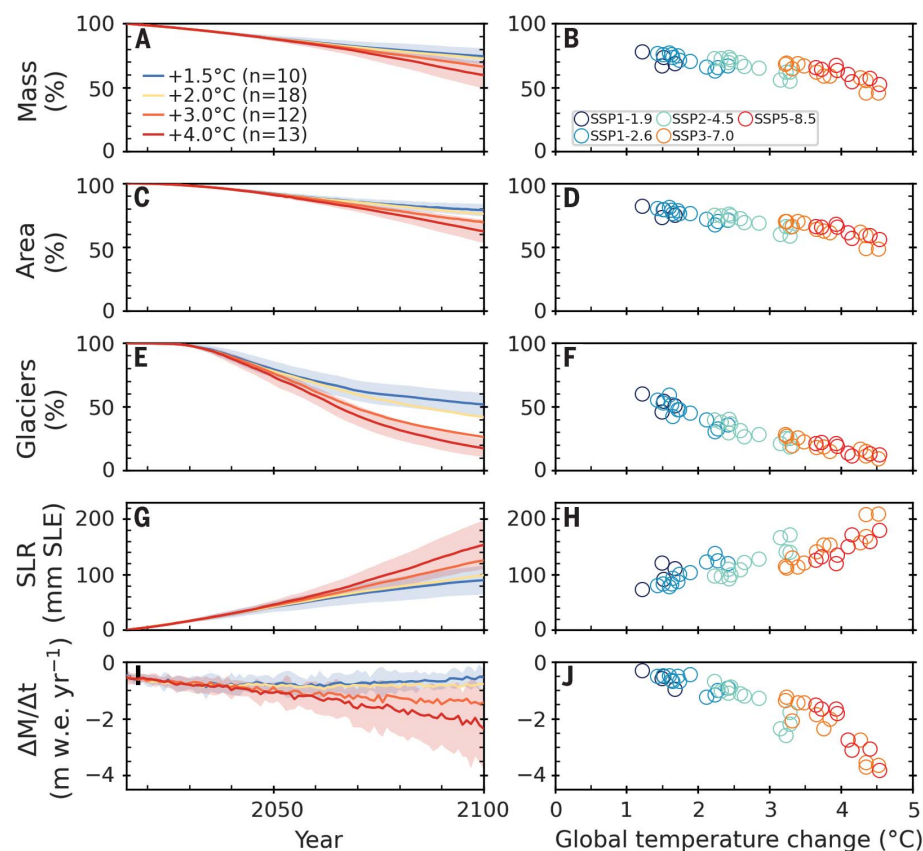 A
B
100
50
0
Mass
(%)
+1.5°C (n=10)
+2.0°C (n=18)
+3.0°C (n=12)
+4.0°C (n=13)
100
50
0
SSP1-1.9 SSP2-4.5 SSP5-8.5
SSP1-2.6 SSP3-7.0
C
D
100
50
0
Area
(%)
100
50
0
E
F
100
50
0
Glaciers
(%)
100
50
0
G
H
200
100
0
SLR
(mm SLE)
200
100
0
I
J
0
−2
−4
ΔM/Δt
(m w.e. yr⁻¹)
0
−2
−4
2050 2100
Year
0 1 2 3 4 5
Global temperature change (°C)